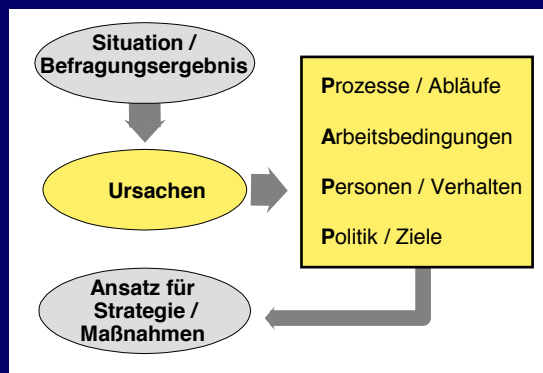 Situation /
Befragungsergebnis
Ursachen
Prozesse / Abläufe
Arbeitsbedingungen
Personen / Verhalten
Politik / Ziele
Ansatz für
Strategie /
Maßnahmen